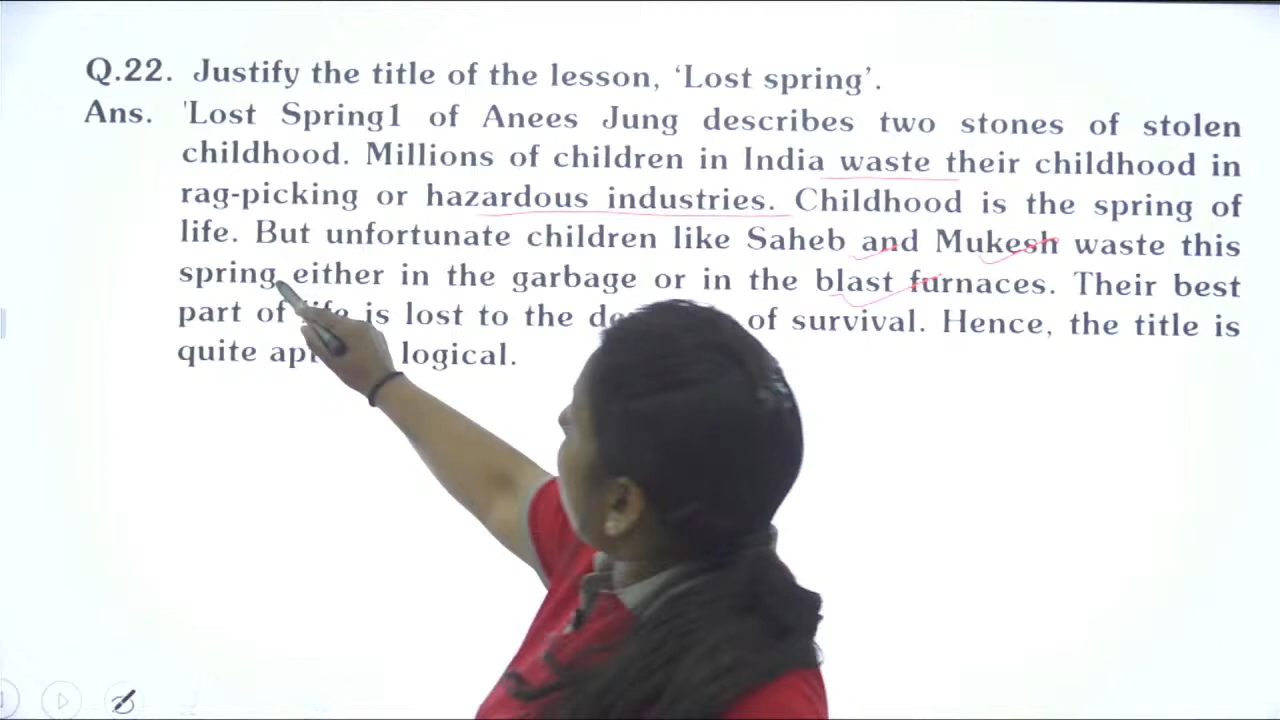 Q.22. Justify the title of the lesson, ‘Lost spring’.
Ans. 'Lost Spring1 of Anees Jung describes two stones of stolen
childhood. Millions of children in India waste their childhood in
rag-picking or hazardous industries. Childhood is the spring of
life. But unfortunate children like Saheb and Mukesh waste this
spring either in the garbage or in the blast furnaces. Their best
part of life is lost to the of survival. Hence, the title is
quite logical.